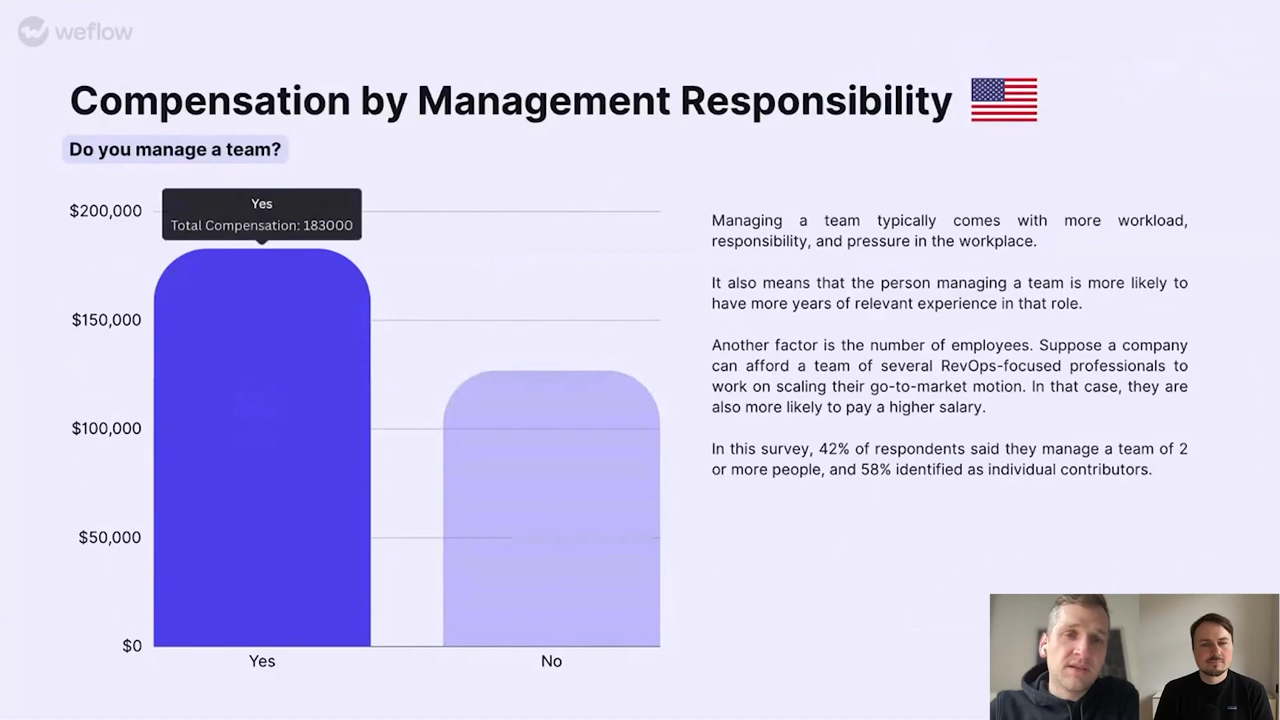 weflow
Compensation by Management Responsibility
Do you manage a team?
$200,000
$150,000
$100,000
$50,000
$0
Yes
Total Compensation: 183000
Yes
No
Managing a team typically comes with more workload,
responsibility, and pressure in the workplace.
It also means that the person managing a team is more likely to
have more years of relevant experience in that role.
Another factor is the number of employees. Suppose a company
can afford a team of several RevOps-focused professionals to
work on scaling their go-to-market motion. In that case, they are
also more likely to pay a higher salary.
In this survey, 42% of respondents said they manage a team of 2
or more people, and 58% identified as individual contributors.